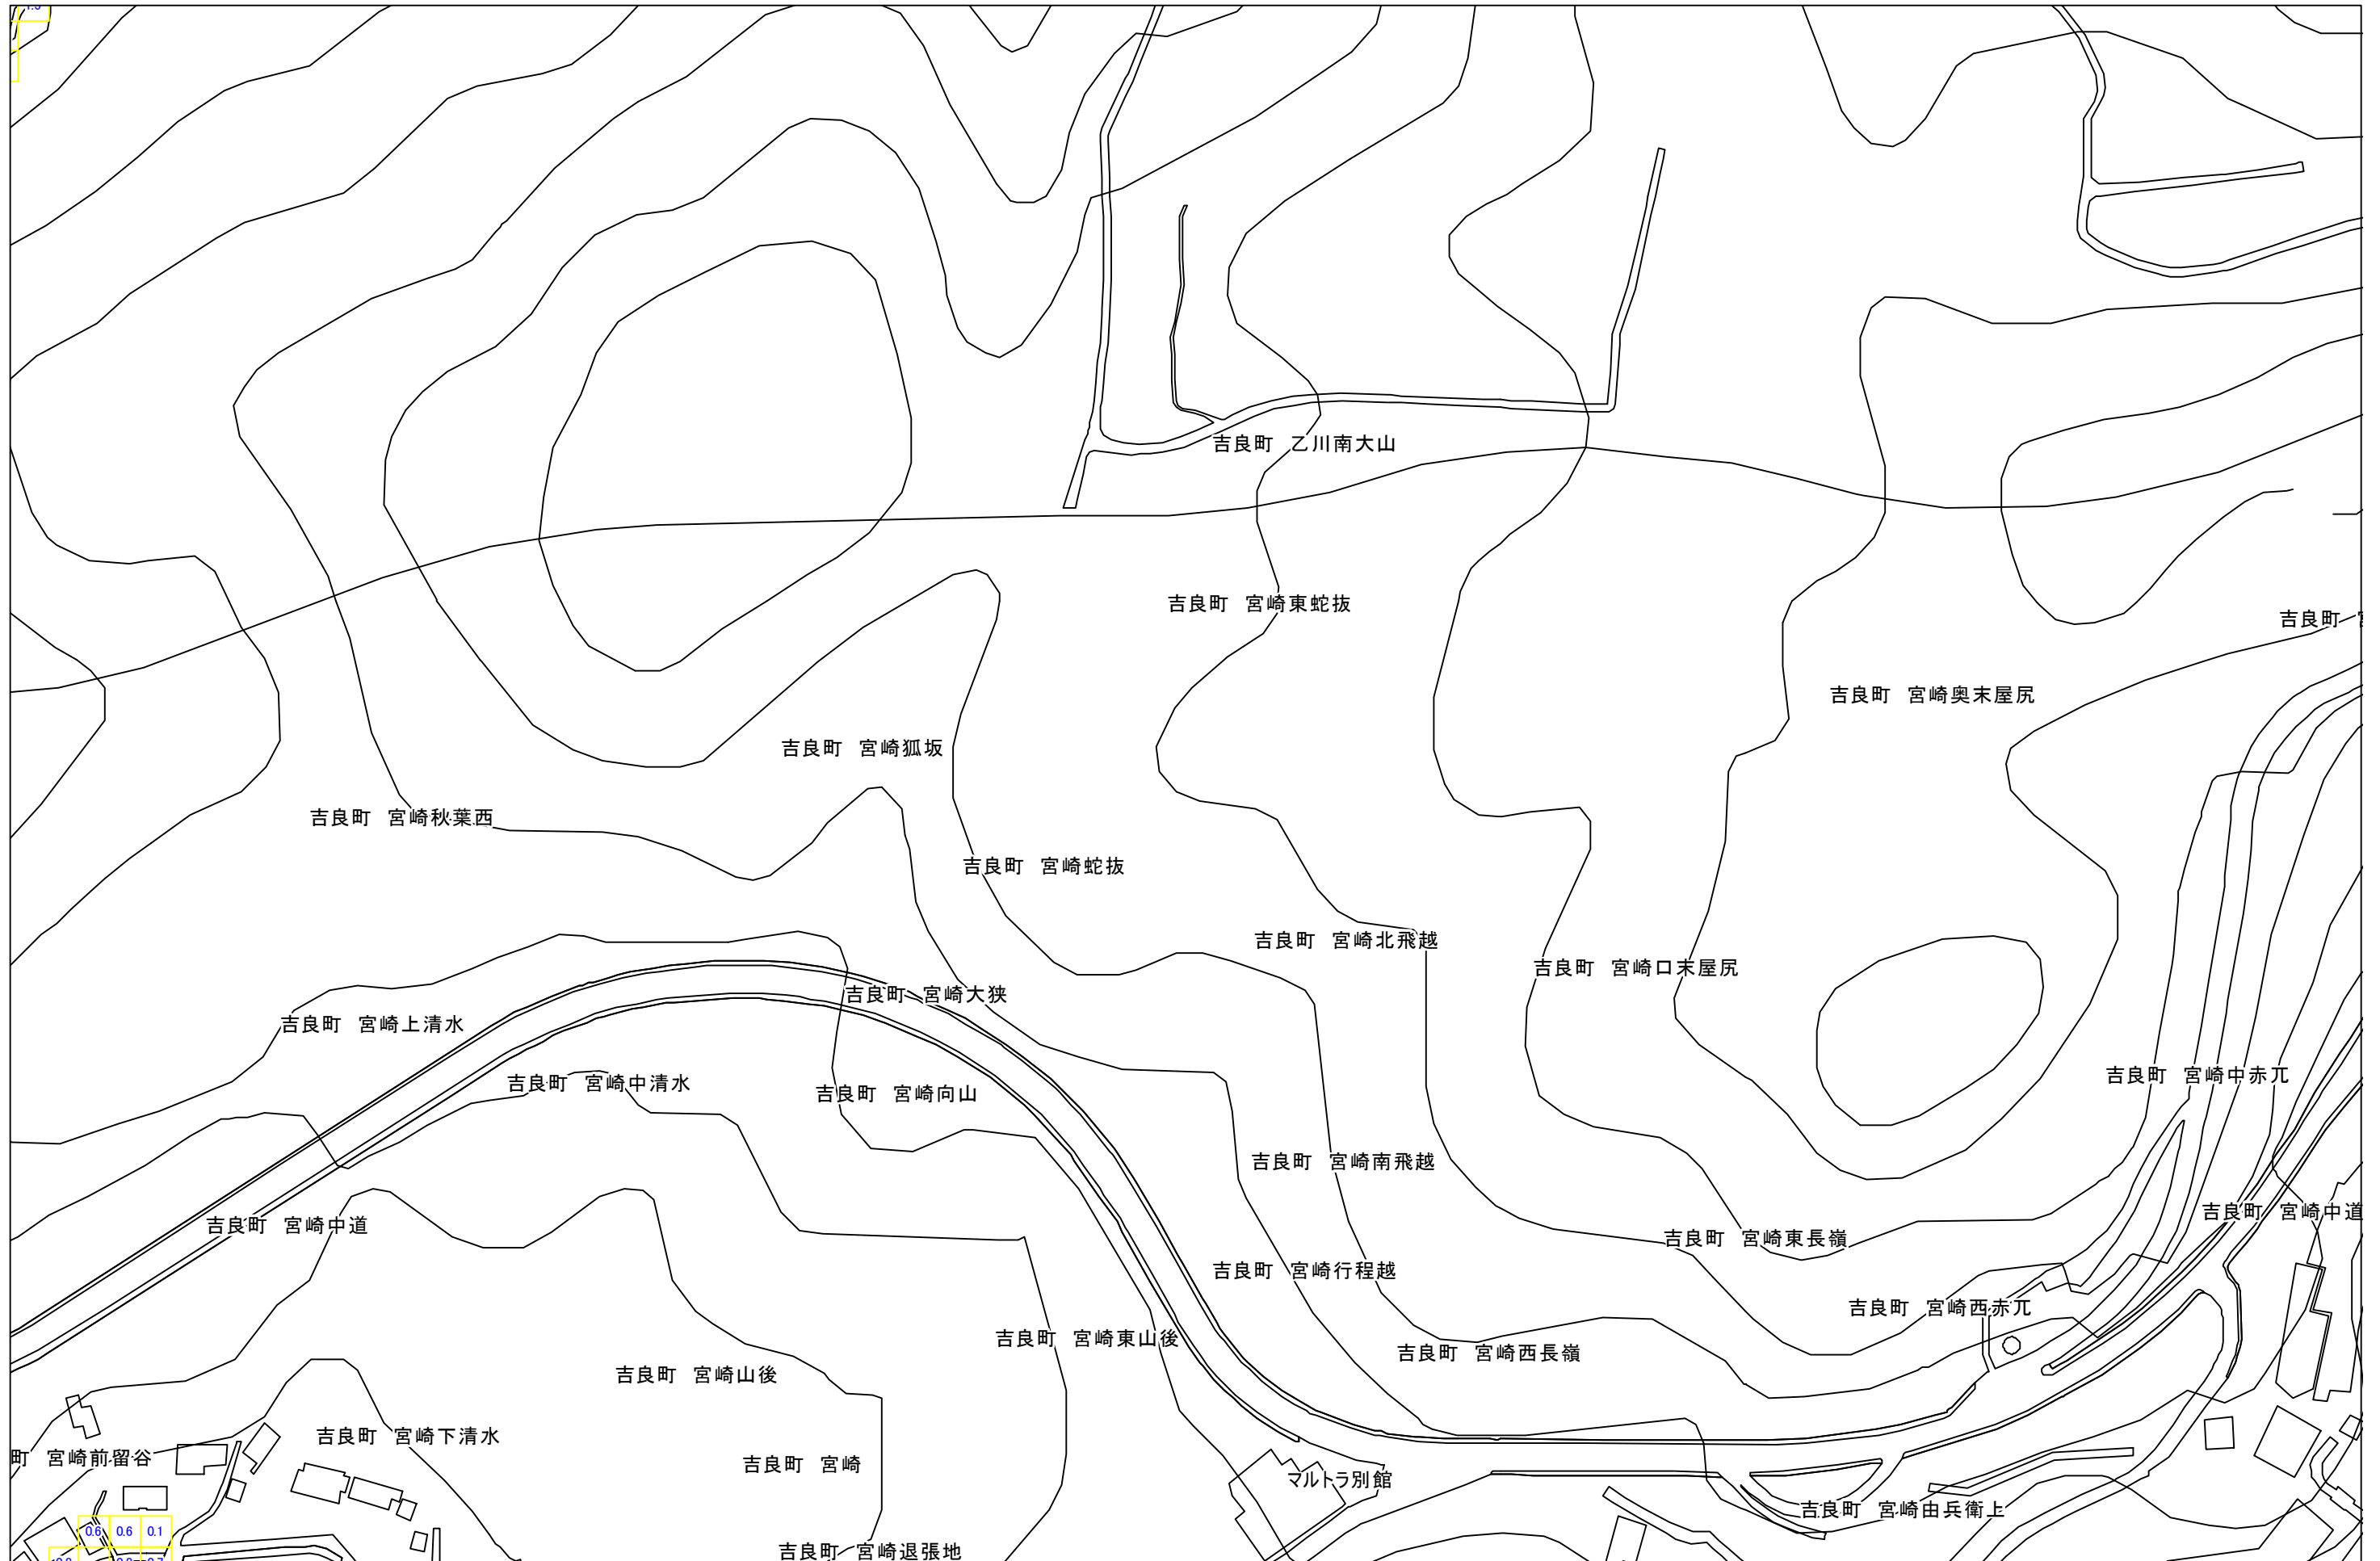 吉良町　乙川南大山
吉良町　宮崎東蛇抜
吉良町
吉良町　宮崎奥末屋尻
吉良町　宮崎狐坂
吉良町　宮崎秋葉西
吉良町　宮崎蛇抜
吉良町　宮崎北飛越
吉良町　宮崎口末屋尻
吉良町　宮崎大狭
吉良町　宮崎上清水
吉良町　宮崎中赤兀
吉良町　宮崎中清水
吉良町　宮崎向山
吉良町　宮崎南飛越
吉良町　宮崎中道
吉良町　宮崎中道
吉良町　宮崎東長嶺
吉良町　宮崎行程越
吉良町　宮崎西赤兀
吉良町　宮崎東山後
吉良町　宮崎西長嶺
吉良町　宮崎山後
吉良町　宮崎下清水
町　宮崎前留谷
吉良町　宮崎
マルトラ別館
吉良町　宮崎由兵衛上
0.6 0.6 0.1
吉良町　宮崎退張地